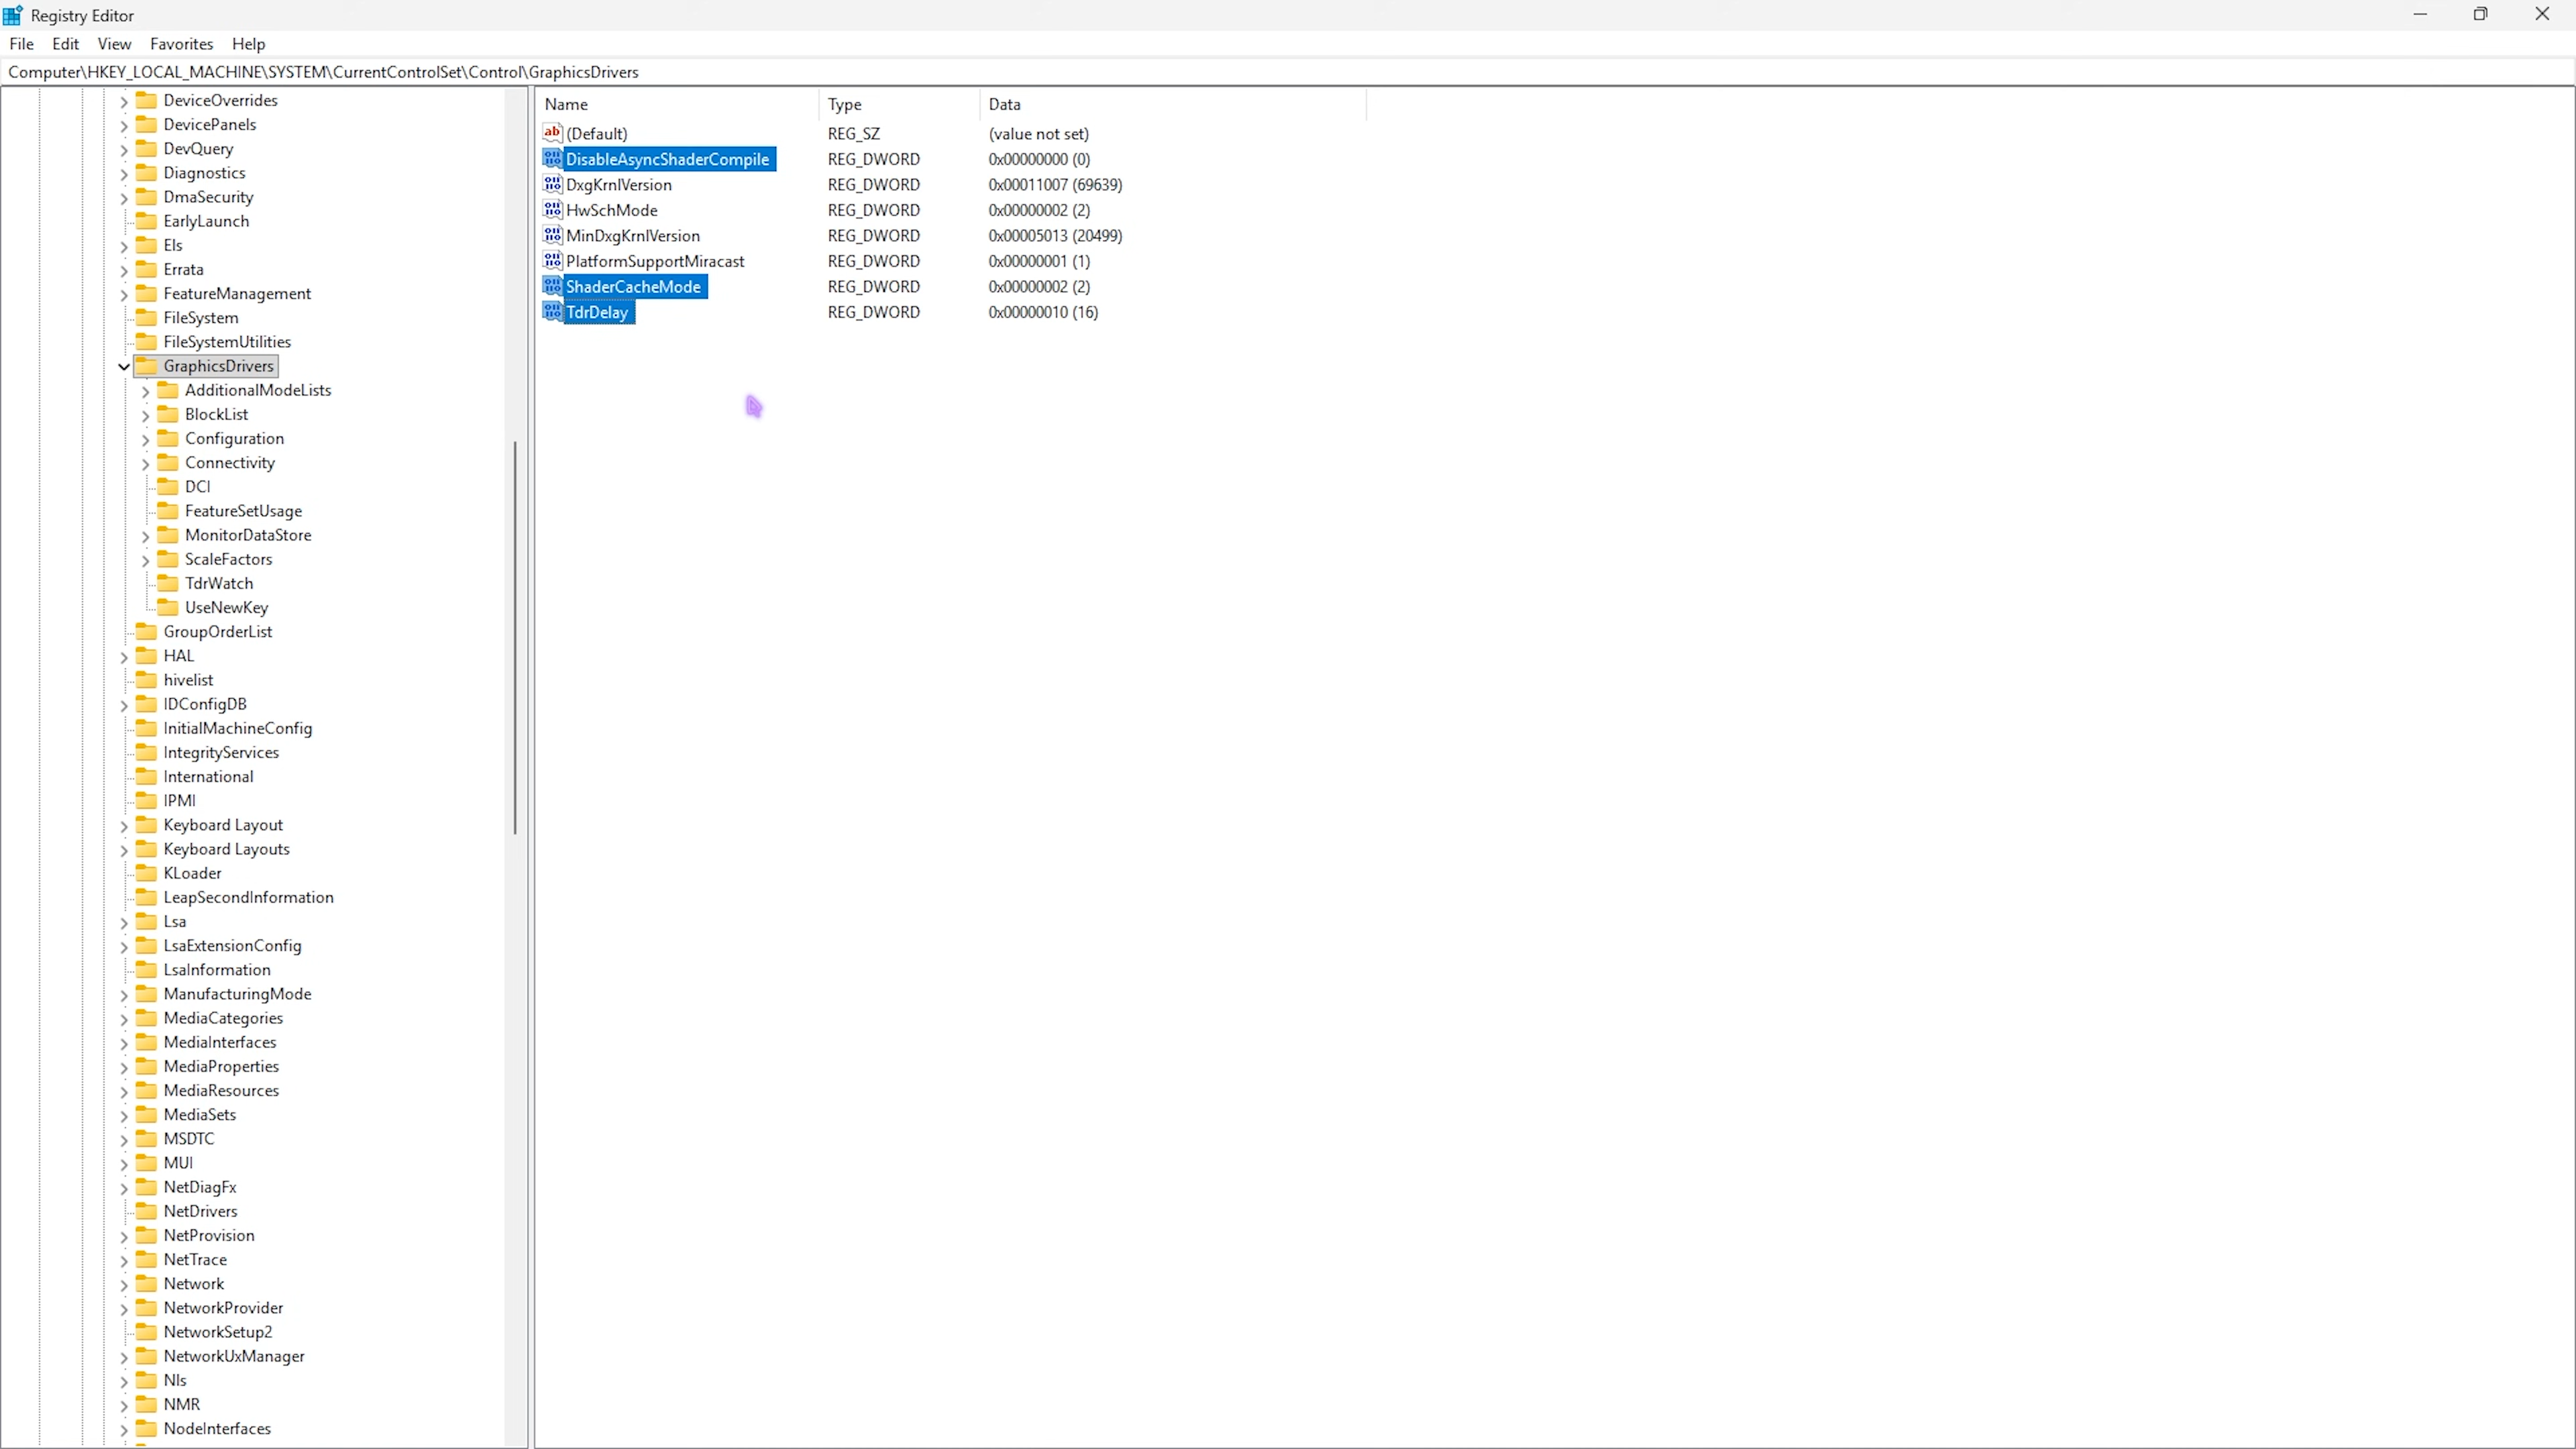 Registry Editor
File Edit View Favorites Help
Computer\HKEY_LOCAL_MACHINE\SYSTEM\CurrentControlSet\Control\GraphicsDrivers
DeviceOverrides
DevicePanels
DevQuery
Diagnostics
DmaSecurity
EarlyLaunch
Els
Errata
FeatureManagement
FileSystem
FileSystemUtilities
GraphicsDrivers
AdditionalModeLists
BlockList
Configuration
Connectivity
DCI
FeatureSetUsage
MonitorDataStore
ScaleFactors
TdrWatch
UseNewKey
GroupOrderList
HAL
hivelist
IDConfigDB
InitialMachineConfig
IntegrityServices
International
IPMI
Keyboard Layout
Keyboard Layouts
KLoader
LeapSecondInformation
Lsa
LsaExtensionConfig
LsaInformation
ManufacturingMode
MediaCategories
MediaInterfaces
MediaProperties
MediaResources
MediaSets
MSDTC
MUI
NetDiagFx
NetDrivers
NetProvision
NetTrace
Network
NetworkProvider
NetworkSetup2
NetworkUxManager
Nls
NMR
NodeInterfaces
Name Type Data
(Default) REG_SZ (value not set)
DisableAsyncShaderCompile REG_DWORD 0x00000000 (0)
DxgKrnlVersion REG_DWORD 0x00011007 (69639)
HwSchMode REG_DWORD 0x00000002 (2)
MinDxgKrnlVersion REG_DWORD 0x00005013 (20499)
PlatformSupportMiracast REG_DWORD 0x00000001 (1)
ShaderCacheMode REG_DWORD 0x00000002 (2)
TdrDelay REG_DWORD 0x00000010 (16)